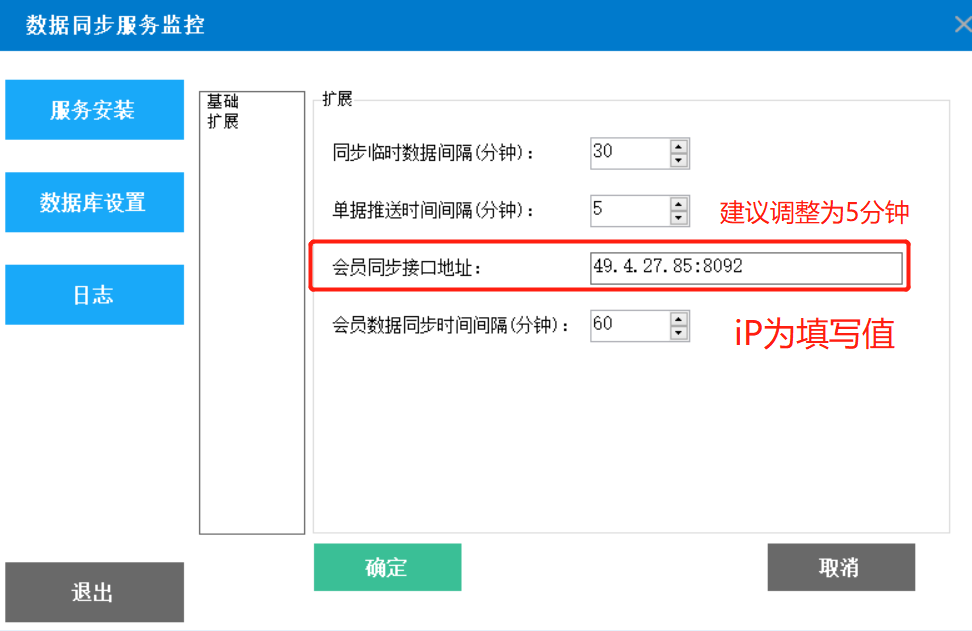 数据同步服务监控
服务安装
数据库设置
日志
退出
基础
扩展
扩展
同步临时数据间隔(分钟)：
30
单据推送时间间隔(分钟)：
5
建议调整为5分钟
会员同步接口地址：
49.4.27.85:8092
会员数据同步时间间隔(分钟)：
60
iP为填写值
确定
取消